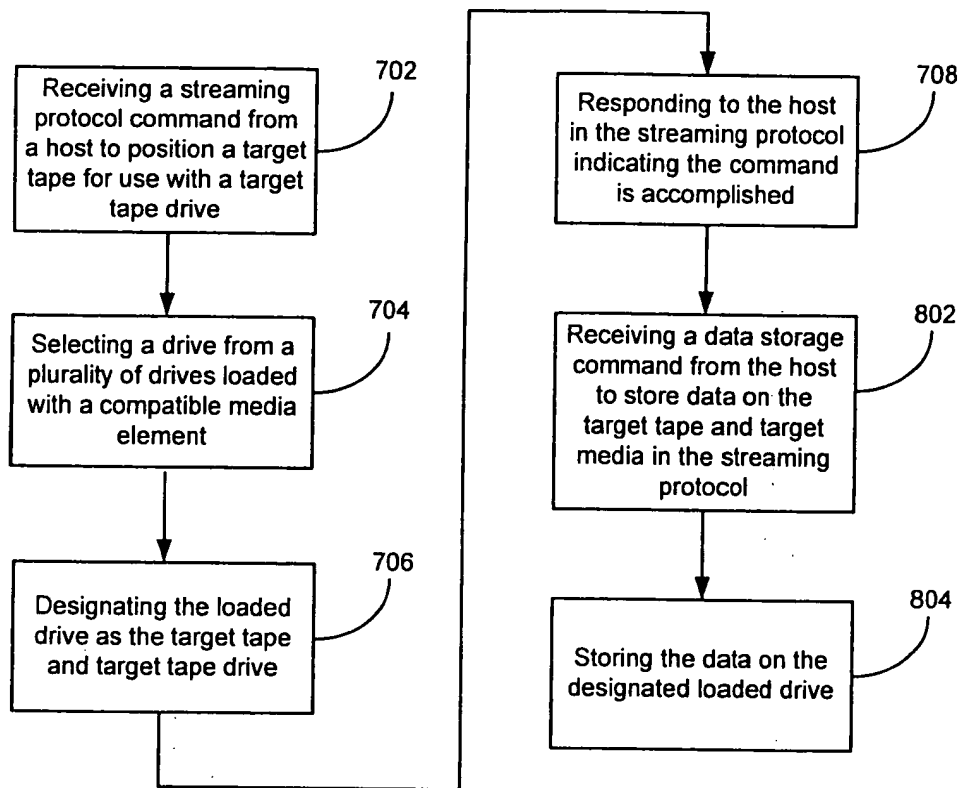 702
Receiving a streaming
protocol command from
a host to position a target
tape for use with a target
tape drive
704
Selecting a drive from a
plurality of drives loaded
with a compatible media
element
706
Designating the loaded
drive as the target tape
and target tape drive
708
Responding to the host
in the streaming protocol
indicating the command
is accomplished
802
Receiving a data storage
command from the host
to store data on the
target tape and target
media in the streaming
protocol
804
Storing the data on the
designated loaded drive